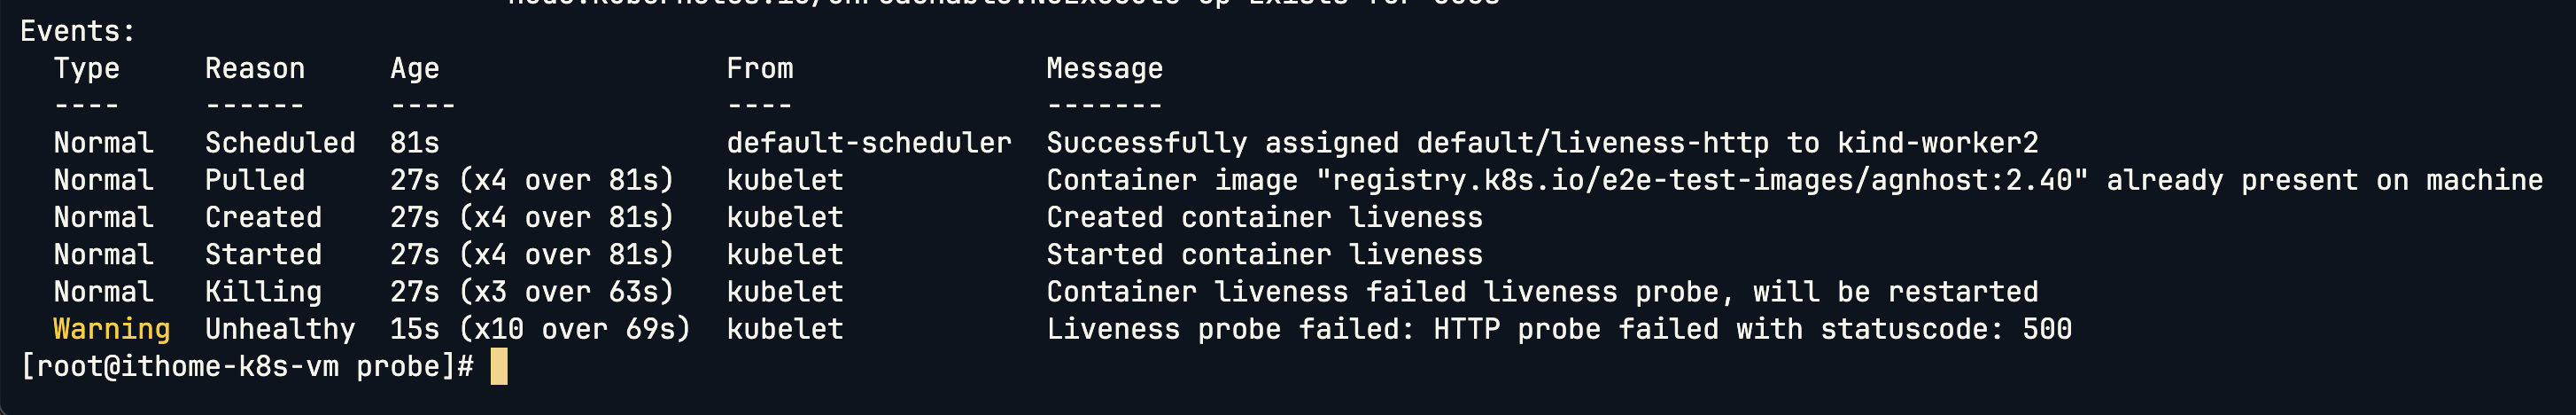 Events:
  Type     Reason     Age                From               Message
  ----     ------     ----               ----               -------
  Normal   Scheduled  81s                default-scheduler  Successfully assigned default/liveness-http to kind-worker2
  Normal   Pulled     27s (x4 over 81s)  kubelet            Container image "registry.k8s.io/e2e-test-images/agnhost:2.40" already present on machine
  Normal   Created    27s (x4 over 81s)  kubelet            Created container liveness
  Normal   Started    27s (x4 over 81s)  kubelet            Started container liveness
  Normal   Killing    27s (x3 over 63s)  kubelet            Container liveness failed liveness probe, will be restarted
  Warning  Unhealthy  15s (x10 over 69s)  kubelet            Liveness probe failed: HTTP probe failed with statuscode: 500
[root@ithome-k8s-vm probe]#